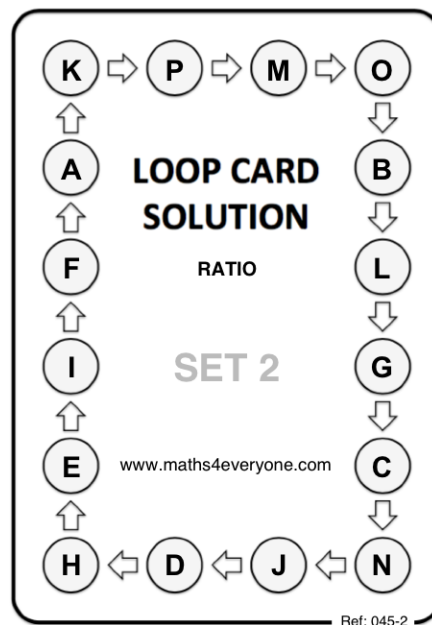 K P M O
A LOOP CARD B
SOLUTION
F RATIO L
I SET 2 G
E www.maths4everyone.com C
H D J N
Ref: 045-2